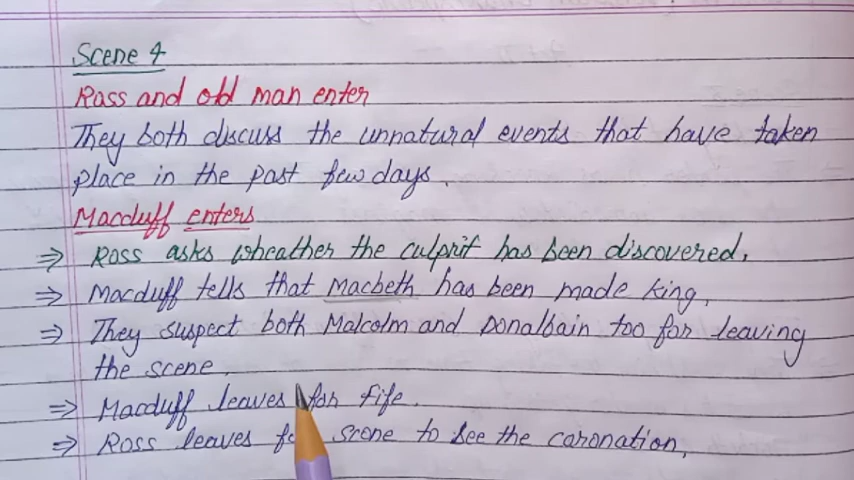 Scene 4
Ross and old man enter
They both discuss the unnatural events that have taken
place in the past few days.
Macduff enters
⇒ Ross asks wheather the culprit has been discovered.
⇒ Macduff tells that Macbeth has been made king.
⇒ They suspect both Malcolm and Donalbain too for leaving
the scene.
⇒ Macduff leaves for fife.
⇒ Ross leaves scone to see the coronation,